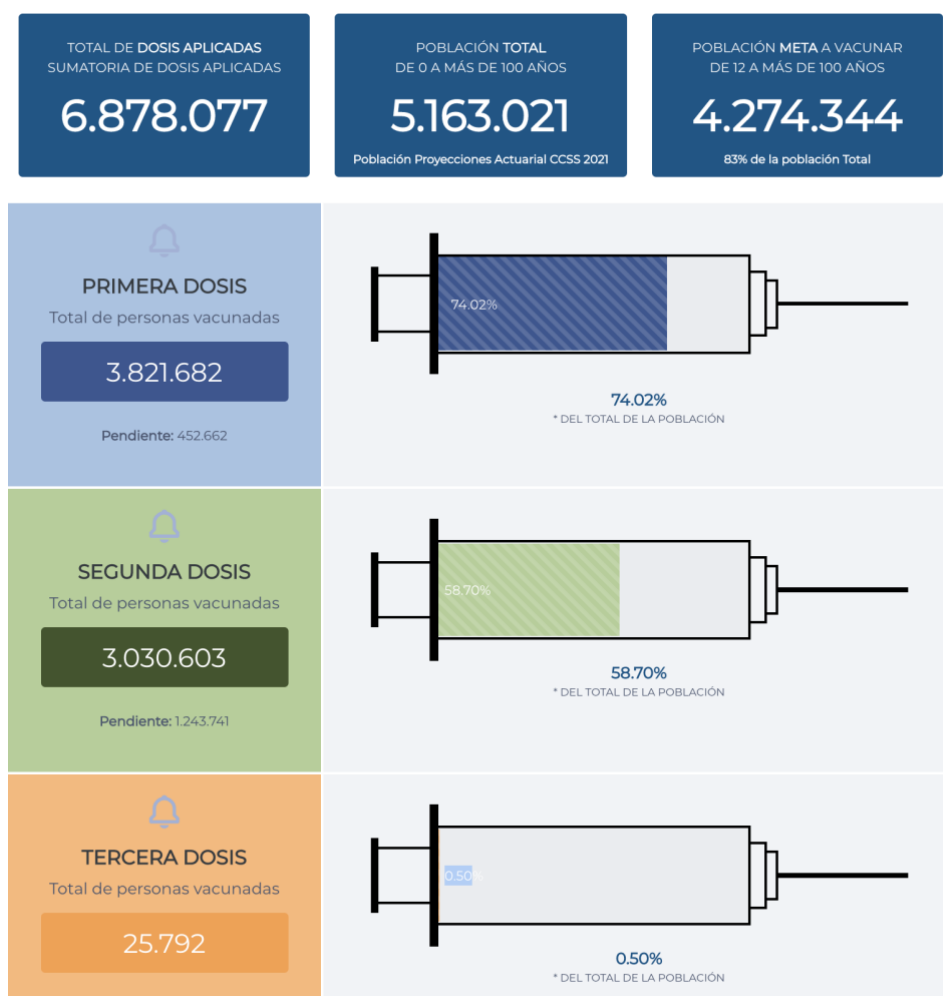 TOTAL DE DOSIS APLICADAS
SUMATORIA DE DOSIS APLICADAS
6.878.077
POBLACIÓN TOTAL
DE 0 A MÁS DE 100 AÑOS
5.163.021
Población Proyecciones Actuarial CCSS 2021
POBLACIÓN META A VACUNAR
DE 12 A MÁS DE 100 AÑOS
4.274.344
83% de la población Total
PRIMERA DOSIS
Total de personas vacunadas
3.821.682
Pendiente: 452.662
74.02%
74.02%
* DEL TOTAL DE LA POBLACIÓN
SEGUNDA DOSIS
Total de personas vacunadas
3.030.603
Pendiente: 1.243.741
58.70%
58.70%
* DEL TOTAL DE LA POBLACIÓN
TERCERA DOSIS
Total de personas vacunadas
25.792
0.50%
0.50%
* DEL TOTAL DE LA POBLACIÓN